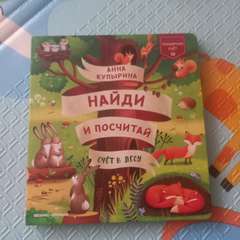 АННА
КУПЫРИНА
НАЙДИ
И ПОСЧИТАЙ
СЧЁТ В ЛЕСУ